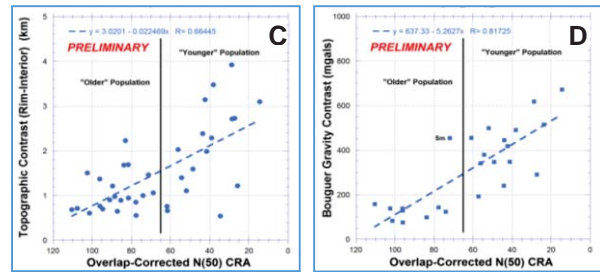 y = 3.0201 - 0.022469x R= 0.66445
C
PRELIMINARY
"Younger" Population
"Older" Population
Topographic Contrast (Rim-Interior) (km)
5
4
3
2
1
0
120 100 80 60 40 20 0
Overlap-Corrected N(50) CRA
y = 637.33 - 5.2627x R= 0.81725
D
PRELIMINARY
"Younger" Population
"Older" Population
Sm
Bouguer Gravity Contrast (mgals)
1000
800
600
400
200
0
120 100 80 60 40 20 0
Overlap-Corrected N(50) CRA